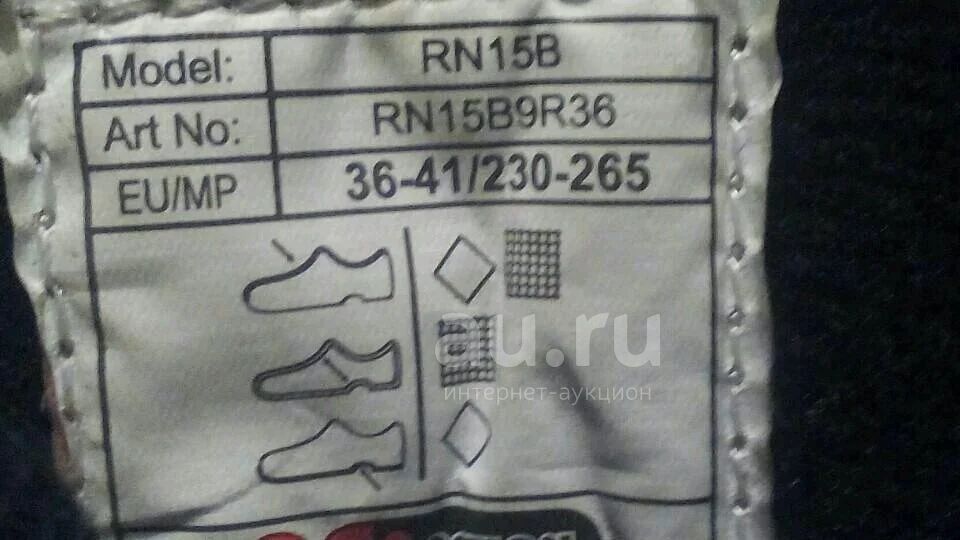 Model: RN15B
Art No: RN15B9R36
EU/MP 36-41/230-265
au.ru
интернет-аукцион